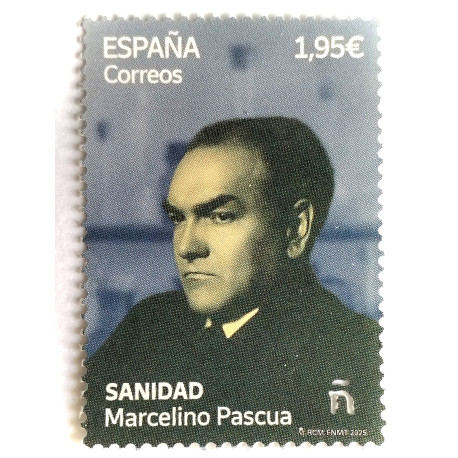 ESPAÑA 1,95€
Correos
SANIDAD
Marcelino Pascua
Ñ
RCM-FNMT 2025